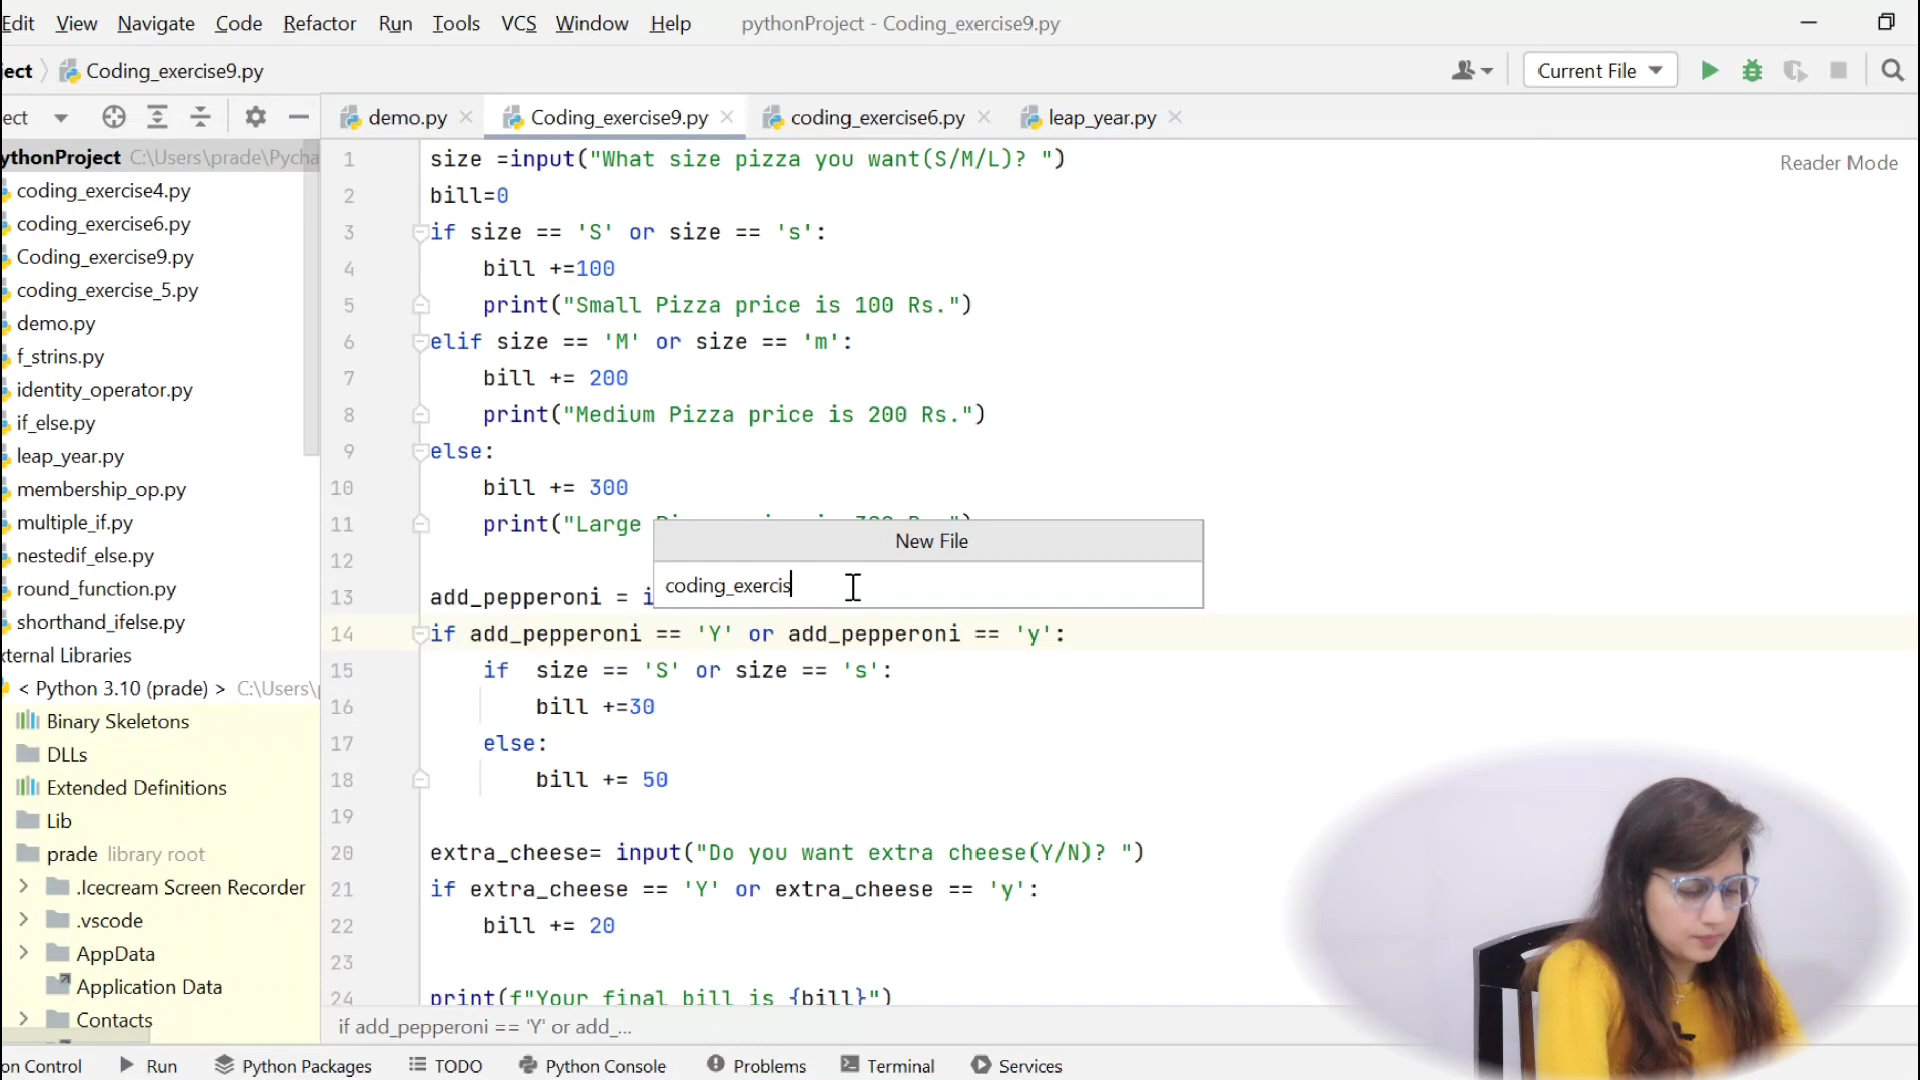 Edit View Navigate Code Refactor Run Tools VCS Window Help pythonProject - Coding_exercise9.py
ect Coding_exercise9.py Current File
ect demo.py Coding_exercise9.py coding_exercise6.py leap_year.py
ythonProject C:\Users\prade\Pycha
coding_exercise4.py
coding_exercise6.py
Coding_exercise9.py
coding_exercise_5.py
demo.py
f_strins.py
identity_operator.py
if_else.py
leap_year.py
membership_op.py
multiple_if.py
nestedif_else.py
round_function.py
shorthand_ifelse.py
xternal Libraries
< Python 3.10 (prade) > C:\Users\
Binary Skeletons
DLLs
Extended Definitions
Lib
prade library root
.Icecream Screen Recorder
.vscode
AppData
Application Data
Contacts
Reader Mode
1 size =input("What size pizza you want(S/M/L)? ")
2 bill=0
3 if size == 'S' or size == 's':
4 bill +=100
5 print("Small Pizza price is 100 Rs.")
6 elif size == 'M' or size == 'm':
7 bill += 200
8 print("Medium Pizza price is 200 Rs.")
9 else:
10 bill += 300
11 print("Large
12
13 add_pepperoni = i
14 if add_pepperoni == 'Y' or add_pepperoni == 'y':
15 if size == 'S' or size == 's':
16 bill +=30
17 else:
18 bill += 50
19
20 extra_cheese= input("Do you want extra cheese(Y/N)? ")
21 if extra_cheese == 'Y' or extra_cheese == 'y':
22 bill += 20
23
24 print(f"Your final bill is {bill}")
New File
coding_exercis
if add_pepperoni == 'Y' or add_...
on Control Run Python Packages TODO Python Console Problems Terminal Services